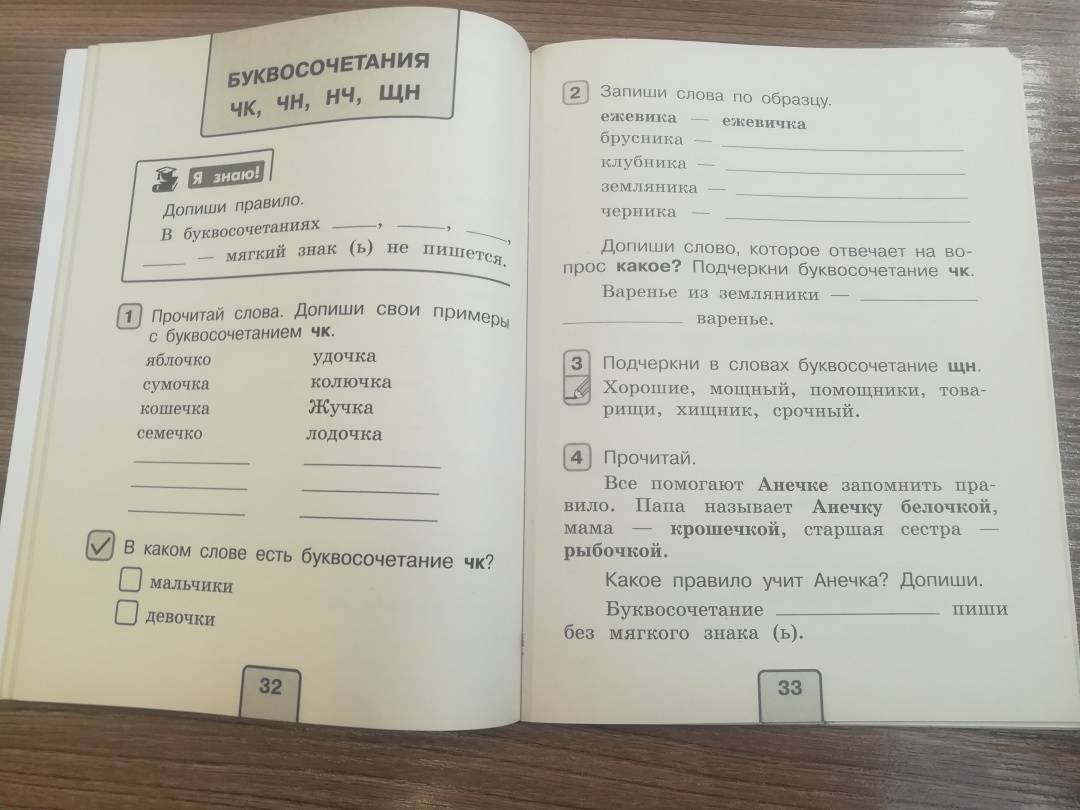 БУКВОСОЧЕТАНИЯ
ЧК, ЧН, НЧ, ЩН
Я знаю!
Допиши правило.
В буквосочетаниях ____, ____, ____,
____ — мягкий знак (ь) не пишется.
1 Прочитай слова. Допиши свои примеры
с буквосочетанием чк.
яблочко удочка
сумочка колючка
кошечка Жучка
семечко лодочка
В каком слове есть буквосочетание чк?
мальчики
девочки
32
2 Запиши слова по образцу.
ежевика — ежевичка
брусника —
клубника —
земляника —
черника —
Допиши слово, которое отвечает на во-
прос какое? Подчеркни буквосочетание чк.
Варенье из земляники —
варенье.
3 Подчеркни в словах буквосочетание щн.
Хорошие, мощный, помощники, това-
рищи, хищник, срочный.
4 Прочитай.
Все помогают Анечке запомнить пра-
вило. Папа называет Анечку белочкой,
мама — крошечкой, старшая сестра —
рыбочкой.
Какое правило учит Анечка? Допиши.
Буквосочетание ____ пиши
без мягкого знака (ь).
33